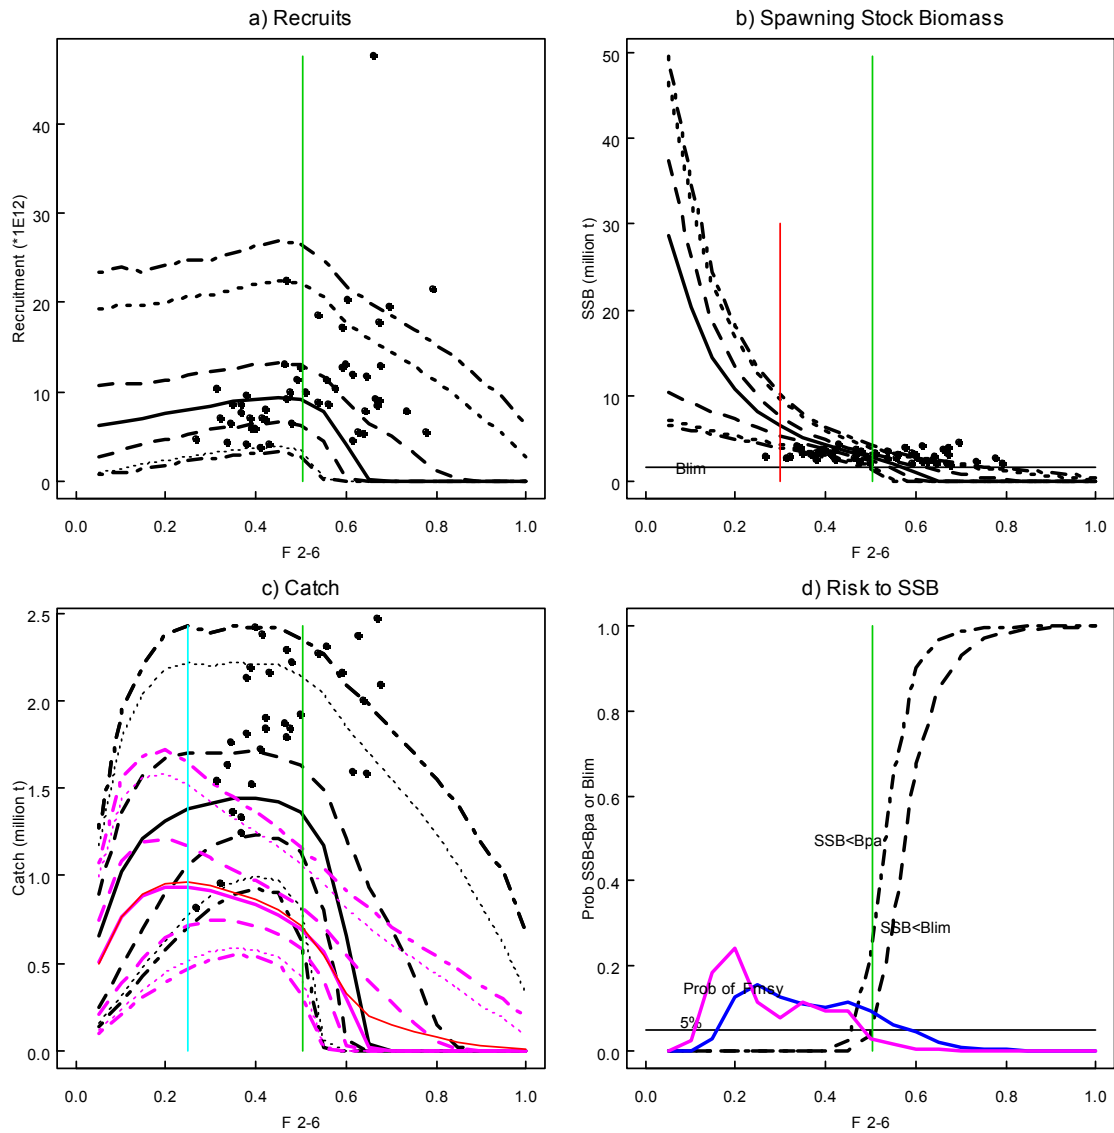 a) Recruits
Recruitment (*1E12)
40
30
20
10
0
0.0 0.2 0.4 0.6 0.8 1.0
F 2-6
b) Spawning Stock Biomass
SSB (million t)
50
40
30
20
10
0
Blim
0.0 0.2 0.4 0.6 0.8 1.0
F 2-6
c) Catch
Catch (million t)
2.5
2.0
1.5
1.0
0.5
0.0
0.0 0.2 0.4 0.6 0.8 1.0
F 2-6
d) Risk to SSB
Prob SSB<Bpa or Blim
1.0
0.8
0.6
0.4
0.2
0.0
SSB<Bpa
SSB<Blim
Prob of Fmsy
5%
0.0 0.2 0.4 0.6 0.8 1.0
F 2-6